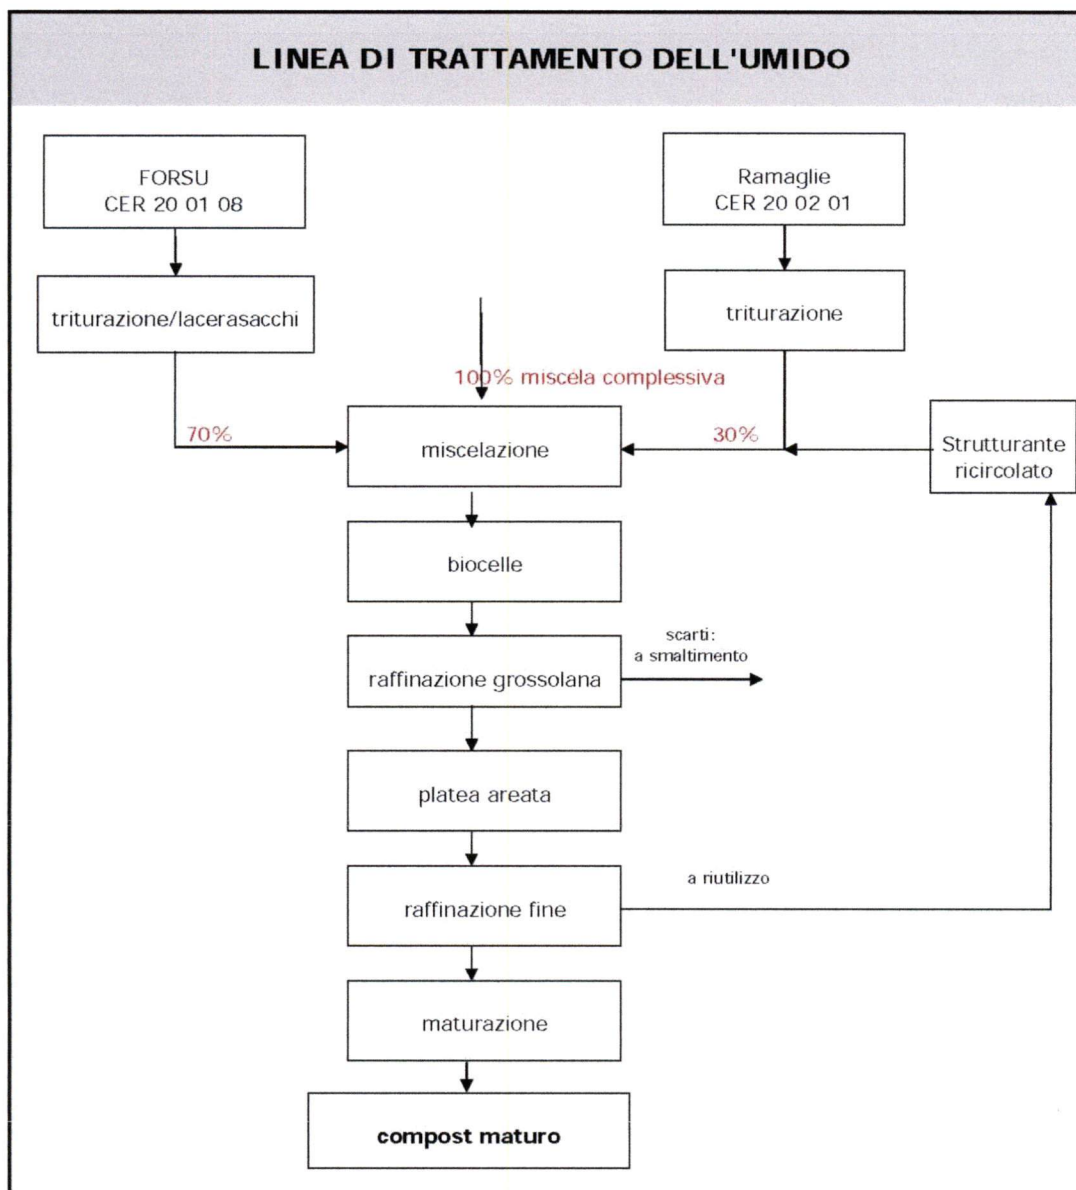 LINEA DI TRATTAMENTO DELL'UMIDO
FORSU
CER 20 01 08
Ramaglie
CER 20 02 01
triturazione/lacerasacchi
triturazione
100% miscela complessiva
70%
30%
miscelazione
Strutturante
ricircolato
biocelle
scarti:
a smaltimento
raffinazione grossolana
platea areata
a riutilizzo
raffinazione fine
maturazione
compost maturo